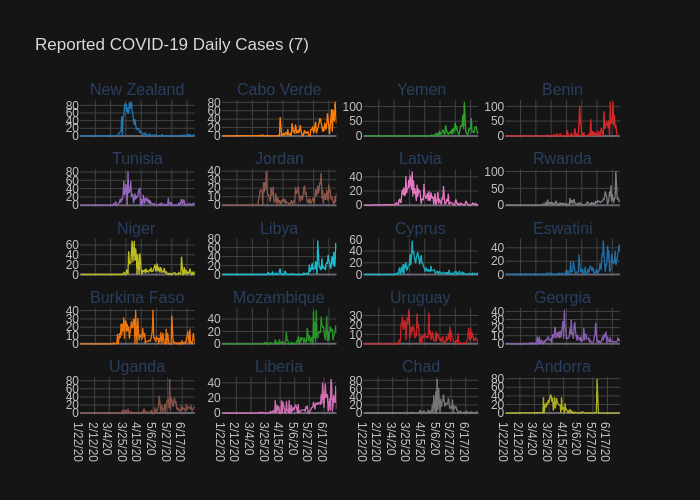 Reported COVID-19 Daily Cases (7)
New Zealand Cabo Verde Yemen Benin
80 60 40 20 0 80 60 40 20 0 100 50 0 100 50 0
Tunisia Jordan Latvia Rwanda
80 60 40 20 0 40 30 20 10 0 40 20 0 100 50 0
Niger Libya Cyprus Eswatini
60 40 20 0 80 60 40 20 0 60 40 20 0 40 20 0
Burkina Faso Mozambique Uruguay Georgia
40 30 20 10 0 40 20 0 30 20 10 0 40 30 20 10 0
Uganda Liberia Chad Andorra
80 60 40 20 0 40 20 0 80 60 40 20 0 80 60 40 20 0
1/22/20 2/12/20 3/4/20 3/25/20 4/15/20 5/6/20 5/27/20 6/17/20 1/22/20 2/12/20 3/4/20 3/25/20 4/15/20 5/6/20 5/27/20 6/17/20 1/22/20 2/12/20 3/4/20 3/25/20 4/15/20 5/6/20 5/27/20 6/17/20 1/22/20 2/12/20 3/4/20 3/25/20 4/15/20 5/6/20 5/27/20 6/17/20